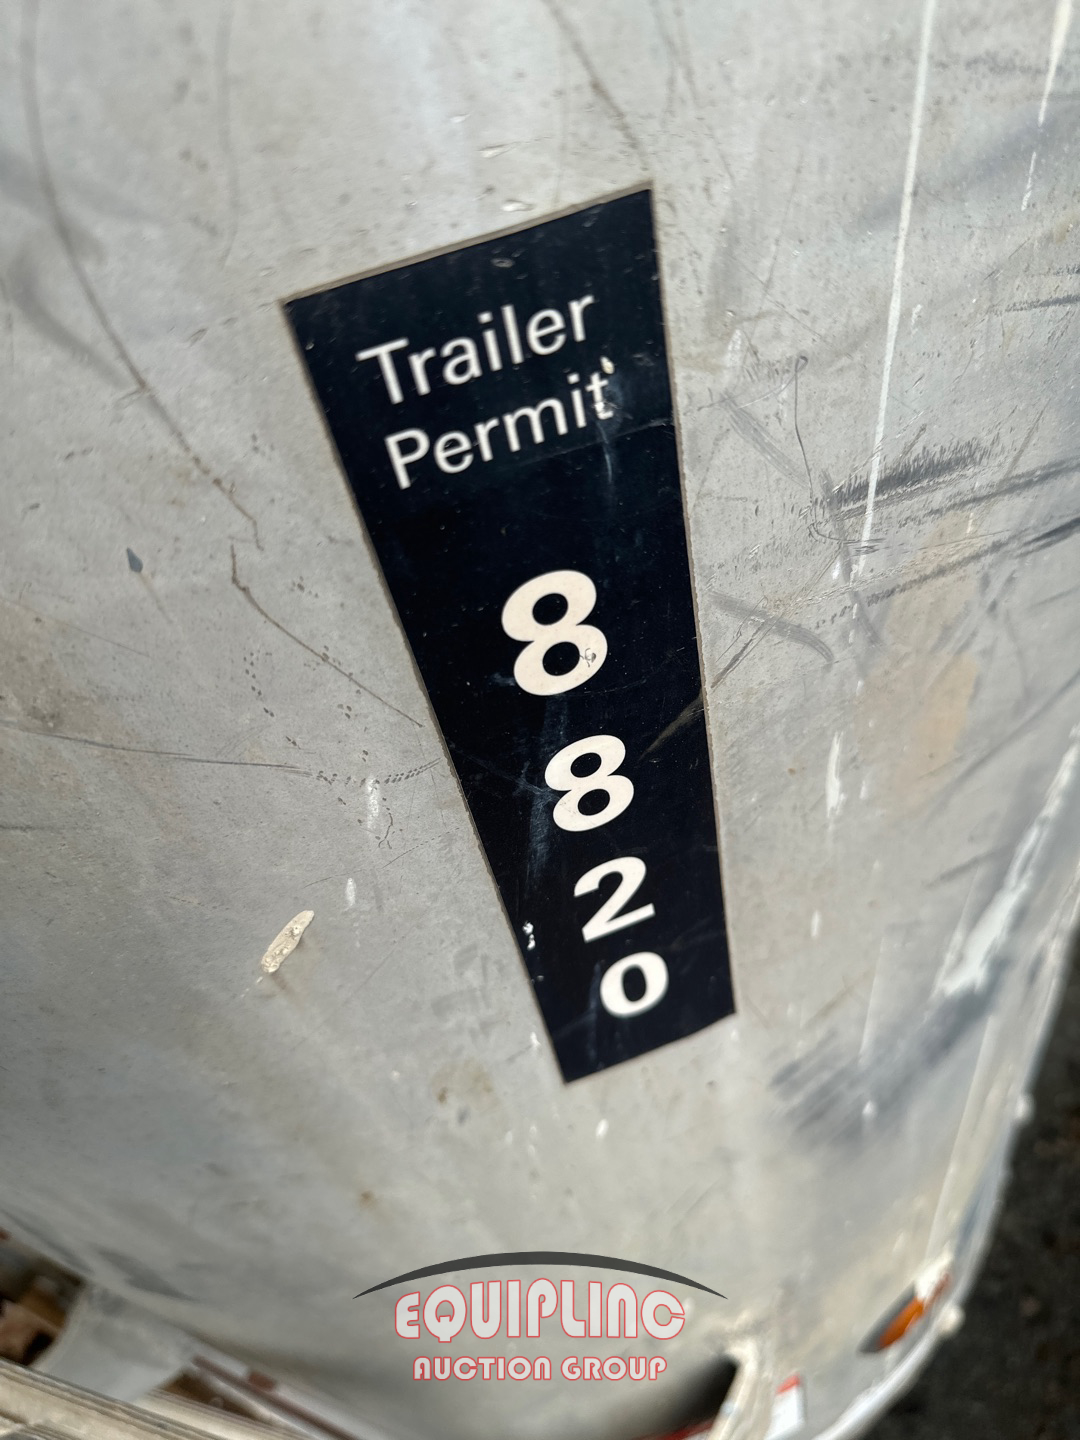 Trailer
Permit
8
8
2
0
EQUIPLINC
AUCTION GROUP